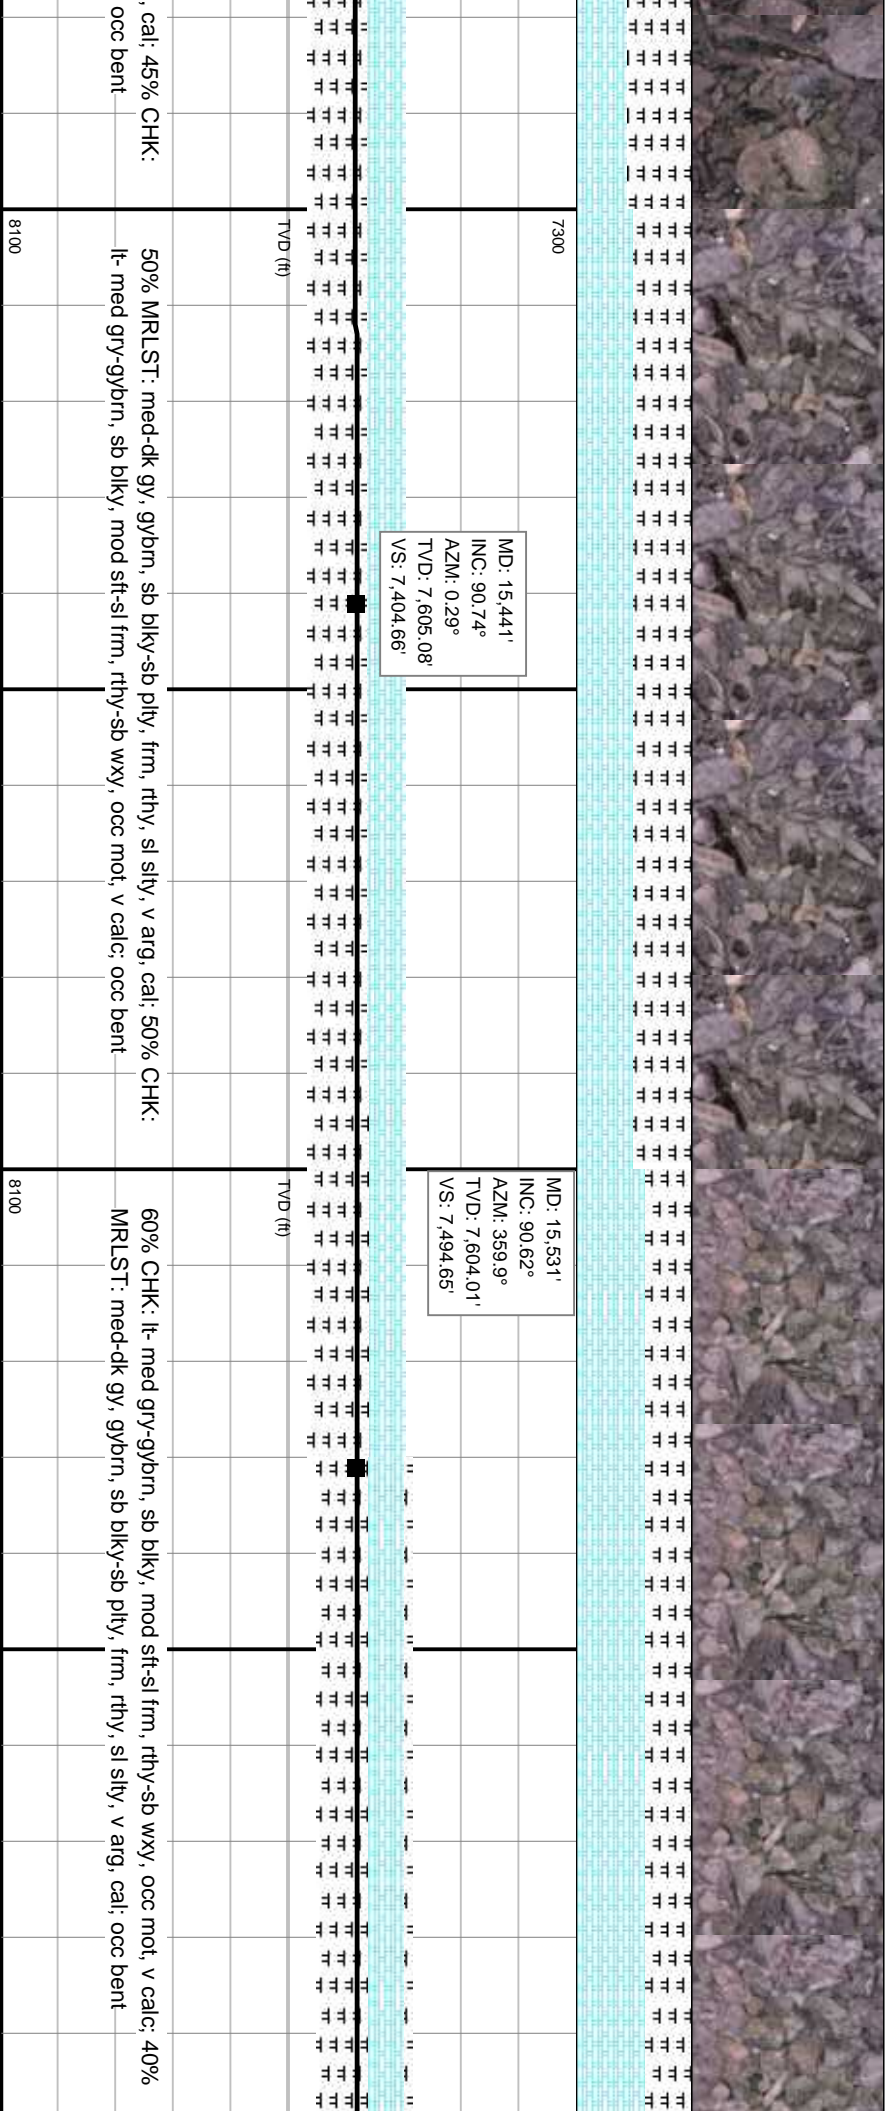 , cal; 45% CHK:
occ bent
7300
TVD (ft)
8100
50% MRLST: med-dk gy, gybrn, sb blky-sb plty, frm, rthy, sl slty, v arg, cal; 50% CHK:
lt- med gry-gybrn, sb blky, mod sft-sl frm, rthy-sb wxy, occ mot, v calc; occ bent
MD: 15,441'
INC: 90.74°
AZM: 0.29°
TVD: 7,605.08'
VS: 7,404.66'
MD: 15,531'
INC: 90.62°
AZM: 359.9°
TVD: 7,604.01'
VS: 7,494.65'
TVD (ft)
8100
60% CHK: lt- med gry-gybrn, sb blky, mod sft-sl frm, rthy-sb wxy, occ mot, v calc; 40%
MRLST: med-dk gy, gybrn, sb blky-sb plty, frm, rthy, sl slty, v arg, cal; occ bent